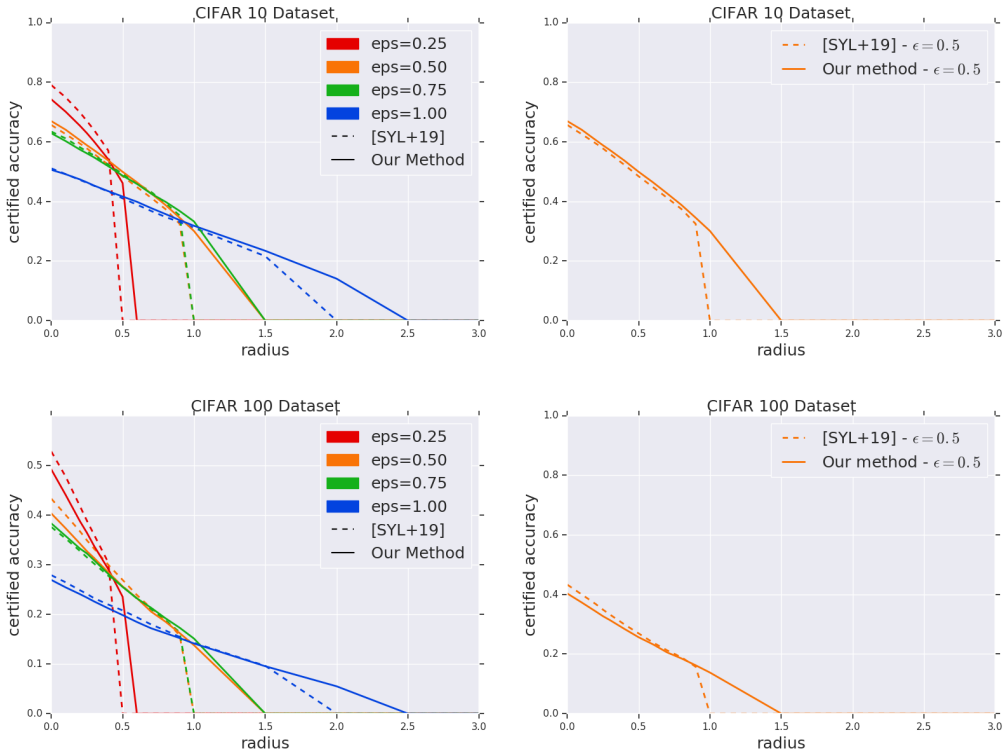 CIFAR 10 Dataset
1.0
0.8
0.6
0.4
0.2
0.0
certified accuracy
eps=0.25
eps=0.50
eps=0.75
eps=1.00
[SYL+19]
Our Method
0.0 0.5 1.0 1.5 2.0 2.5 3.0
radius
CIFAR 10 Dataset
1.0
0.8
0.6
0.4
0.2
0.0
certified accuracy
[SYL+19] - ϵ = 0.5
Our method - ϵ = 0.5
0.0 0.5 1.0 1.5 2.0 2.5 3.0
radius
CIFAR 100 Dataset
0.5
0.4
0.3
0.2
0.1
0.0
certified accuracy
eps=0.25
eps=0.50
eps=0.75
eps=1.00
[SYL+19]
Our Method
0.0 0.5 1.0 1.5 2.0 2.5 3.0
radius
CIFAR 100 Dataset
1.0
0.8
0.6
0.4
0.2
0.0
certified accuracy
[SYL+19] - ϵ = 0.5
Our method - ϵ = 0.5
0.0 0.5 1.0 1.5 2.0 2.5 3.0
radius